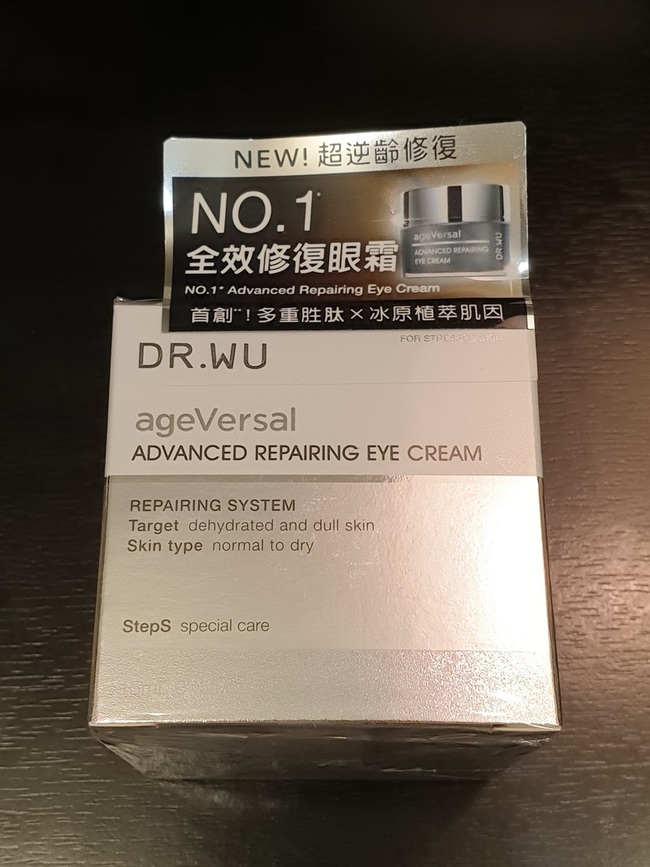 NEW! 超逆齡修復
NO.1*
全效修復眼霜
ageVersal
ADVANCED REPAIRING
EYE CREAM
DR.WU
NO.1* Advanced Repairing Eye Cream
首創**!多重胜肽×冰原植萃肌因
DR.WU
FOR STRESSED SKIN
ageVersal
ADVANCED REPAIRING EYE CREAM
REPAIRING SYSTEM
Target dehydrated and dull skin
Skin type normal to dry
StepS special care